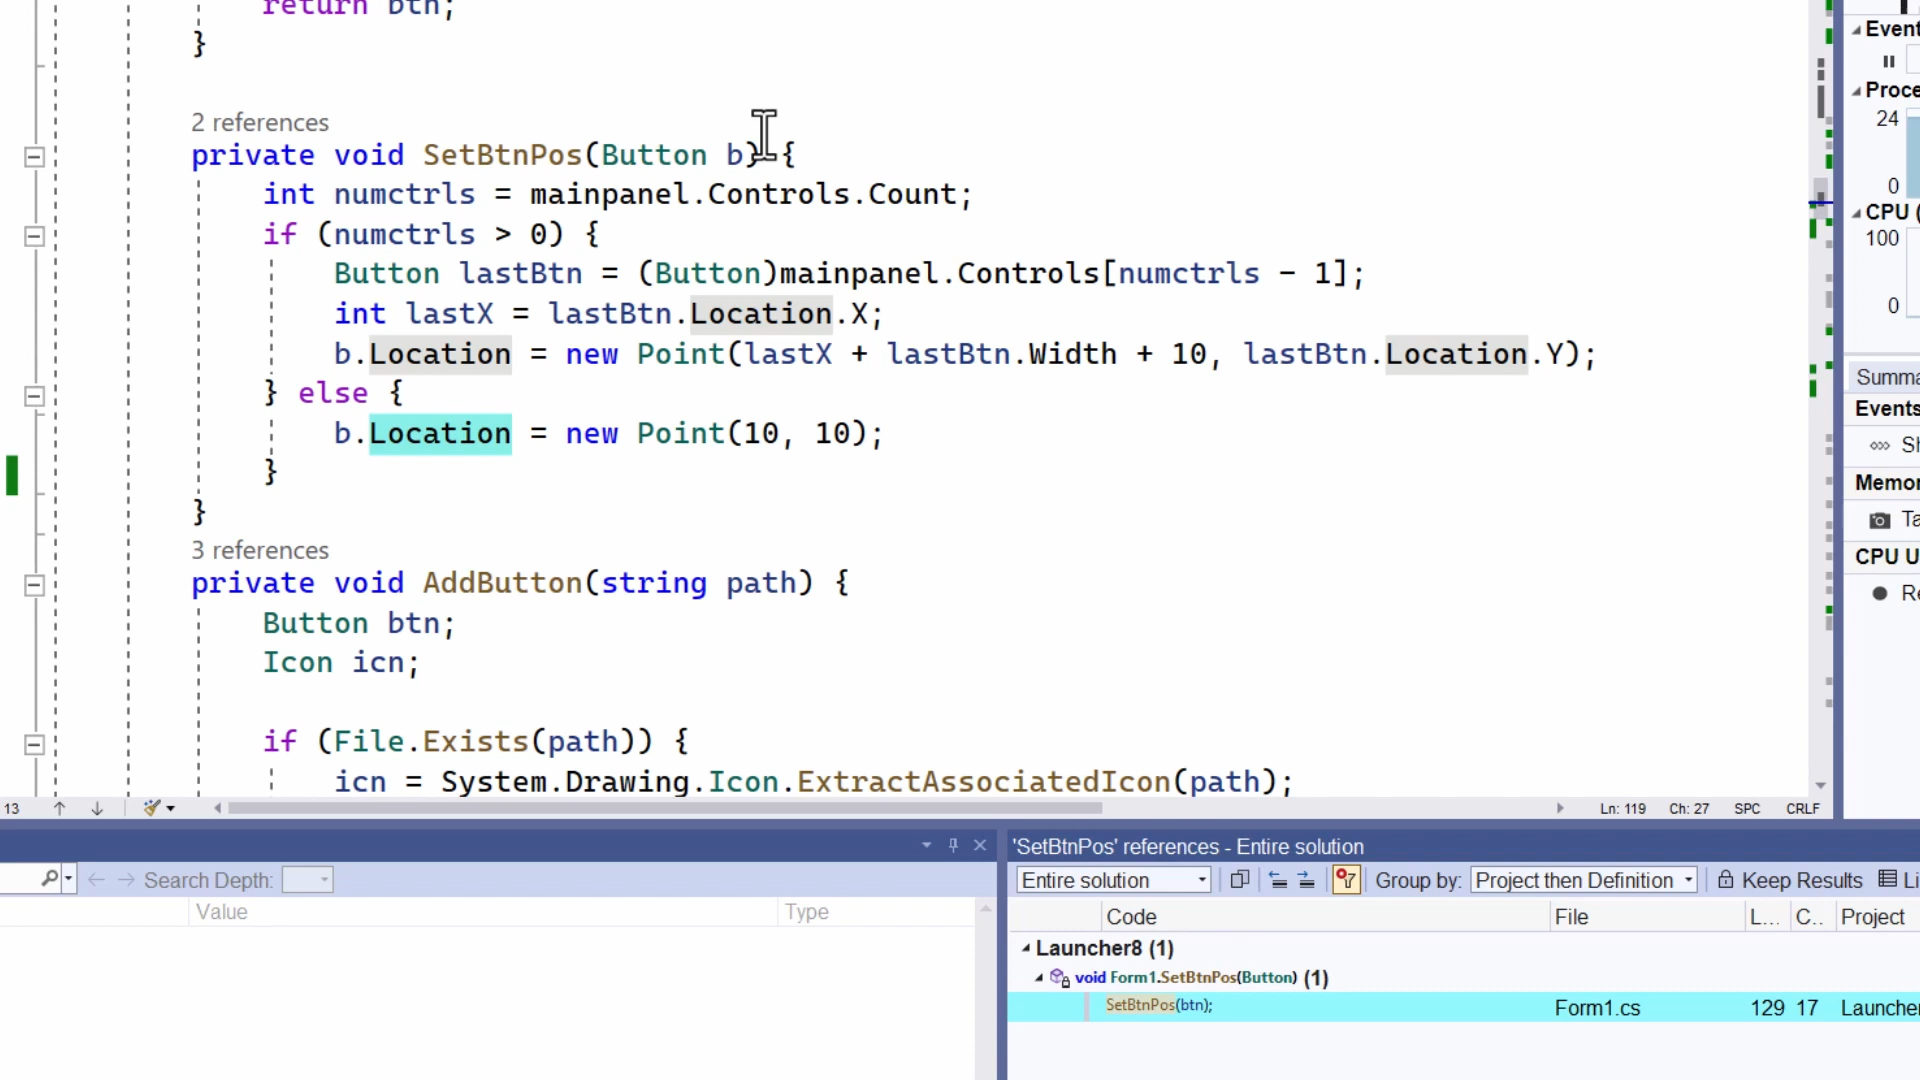 return btn;
}
2 references
private void SetBtnPos(Button b) {
int numctrls = mainpanel.Controls.Count;
if (numctrls > 0) {
Button lastBtn = (Button)mainpanel.Controls[numctrls - 1];
int lastX = lastBtn.Location.X;
b.Location = new Point(lastX + lastBtn.Width + 10, lastBtn.Location.Y);
} else {
b.Location = new Point(10, 10);
}
}
3 references
private void AddButton(string path) {
Button btn;
Icon icn;
if (File.Exists(path)) {
icn = System.Drawing.Icon.ExtractAssociatedIcon(path);
13
Ln: 119 Ch: 27 SPC CRLF
Event
Proce
24
0
CPU (
100
0
Summa
Events
Sh
Memor
Ta
CPU U
Re
Search Depth:
Value Type
'SetBtnPos' references - Entire solution
Entire solution Group by: Project then Definition Keep Results Li
Code File L... C.. Project
Launcher8 (1)
void Form1.SetBtnPos(Button) (1)
SetBtnPos(btn); Form1.cs 129 17 Launcher